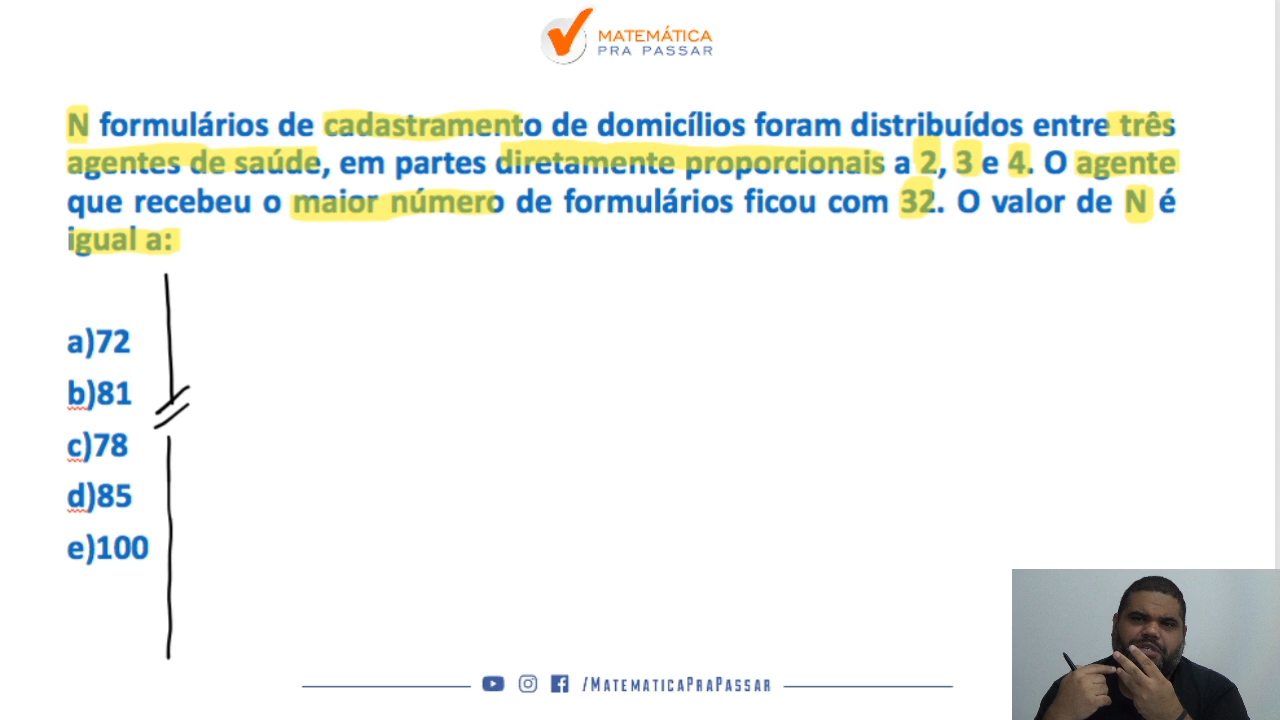 MATEMÁTICA
PRA PASSAR
N formulários de cadastramento de domicílios foram distribuídos entre três
agentes de saúde, em partes diretamente proporcionais a 2, 3 e 4. O agente
que recebeu o maior número de formulários ficou com 32. O valor de N é
igual a:
a)72
b)81
c)78
d)85
e)100
/MATEMATICAPRAPASSAR